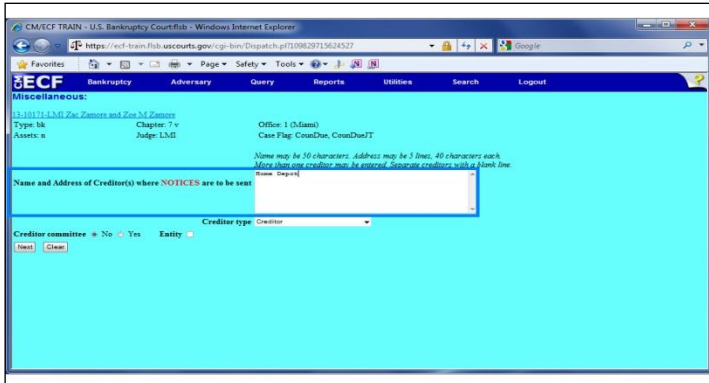 CM/ECF TRAIN - U.S. Bankruptcy Court:flsb - Windows Internet Explorer
https://ecf-train.flsb.uscourts.gov/cgi-bin/Dispatch.pl?109829715624527
Google
Favorites Page Safety Tools
ECF Bankruptcy Adversary Query Reports Utilities Search Logout ?
Miscellaneous:
13-10171-LMI Zac Zamore and Zoe M Zamore
Type: bk Chapter: 7 v Office: 1 (Miami)
Assets: n Judge: LMI Case Flag: CounDue, CounDueJT
Name may be 50 characters. Address may be 5 lines, 40 characters each.
More than one creditor may be entered. Separate creditors with a blank line.
Name and Address of Creditor(s) where NOTICES are to be sent Home Depot
Creditor type Creditor
Creditor committee No Yes Entity
Next Clear